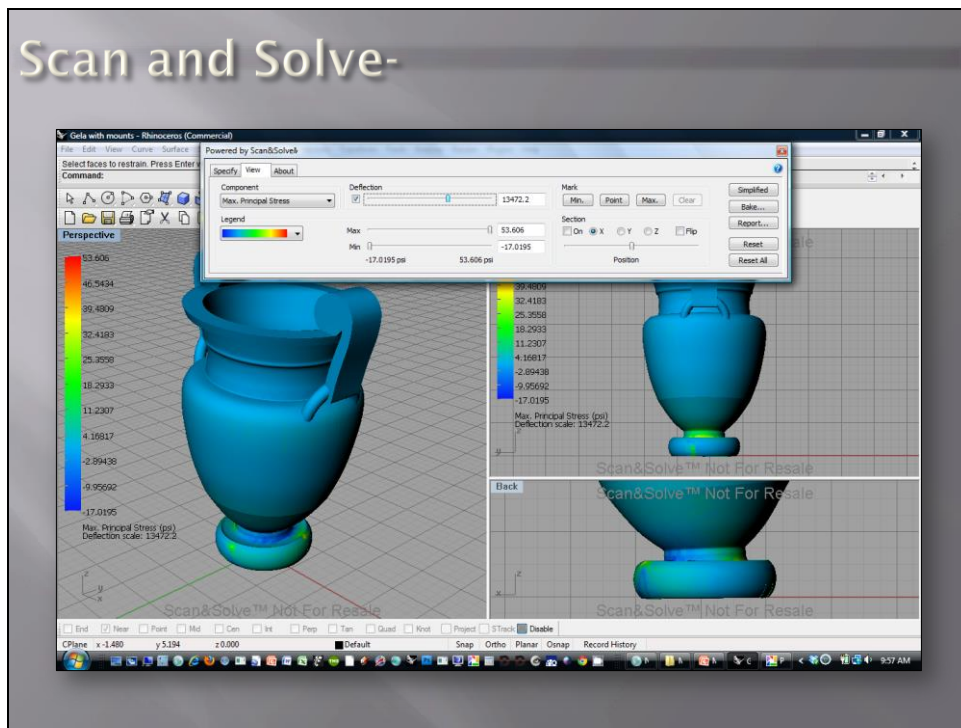 Scan and Solve-
Gela with mounts - Rhinoceros (Commercial)
File Edit View Curve Surface
Select faces to restrain. Press Enter
Command:
Powered by Scan&Solve
Specify View About
Component
Max. Principal Stress
Legend
Deflection
13472.2
Max 53.606
Min -17.0195
-17.0195 psi 53.606 psi
Mark
Min. Point Max. Clear
Section
On X Y Z Flip
Position
Simplified
Bake...
Report...
Reset
Reset All
Perspective
53.606
46.5434
39.4809
32.4183
25.3558
18.2933
11.2307
4.16817
-2.89438
-9.95692
-17.0195
Max. Principal Stress (psi)
Deflection scale: 13472.2
z
y
x
Scan&Solve™ Not For Resale
39.4809
32.4183
25.3558
18.2933
11.2307
4.16817
-2.89438
-9.95692
-17.0195
Max. Principal Stress (psi)
Deflection scale: 13472.2
z
y
Scan&Solve™ Not For Resale
Back
Scan&Solve™ Not For Resale
z
x
Scan&Solve™ Not For Resale
End Near Point Mid Cen Int Perp Tan Quad Knot Project STrack Disable
CPlane x -1.480 y 5.194 z 0.000 Default Snap Ortho Planar Osnap Record History
9:57 AM